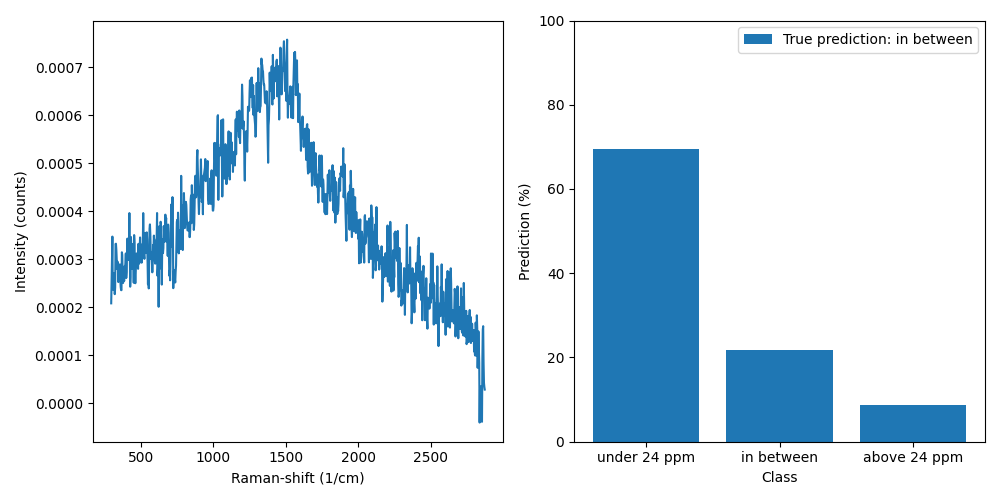 0.0007
0.0006
0.0005
0.0004
0.0003
0.0002
0.0001
0.0000
Intensity (counts)
500 1000 1500 2000 2500
Raman-shift (1/cm)
100
80
60
40
20
0
Prediction (%)
True prediction: in between
under 24 ppm in between above 24 ppm
Class